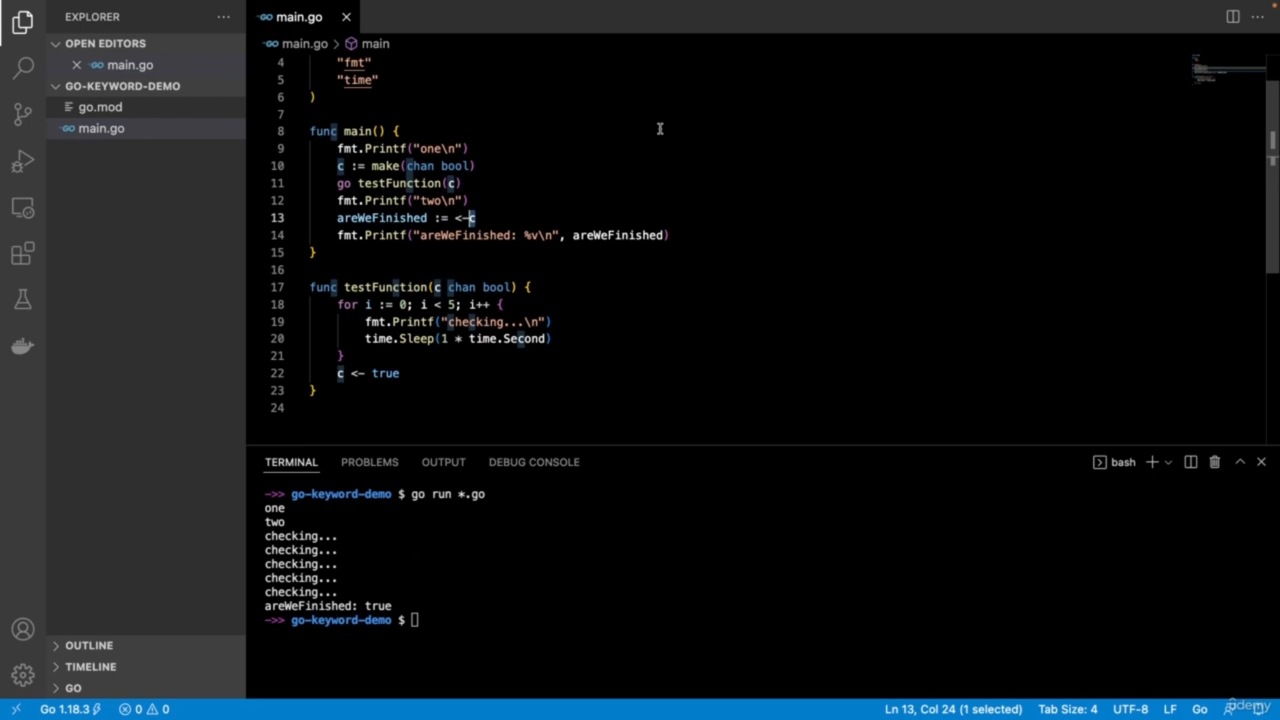 EXPLORER
OPEN EDITORS
main.go
GO-KEYWORD-DEMO
go.mod
main.go
OUTLINE
TIMELINE
GO
main.go
main.go > main
4 "fmt"
5 "time"
6 )
7
8 func main() {
9 fmt.Printf("one\n")
10 c := make(chan bool)
11 go testFunction(c)
12 fmt.Printf("two\n")
13 areWeFinished := <-c
14 fmt.Printf("areWeFinished: %v\n", areWeFinished)
15 }
16
17 func testFunction(c chan bool) {
18 for i := 0; i < 5; i++ {
19 fmt.Printf("checking...\n")
20 time.Sleep(1 * time.Second)
21 }
22 c <- true
23 }
24
TERMINAL PROBLEMS OUTPUT DEBUG CONSOLE bash
->> go-keyword-demo $ go run *.go
one
two
checking...
checking...
checking...
checking...
checking...
areWeFinished: true
->> go-keyword-demo $
Go 1.18.3 0 0 Ln 13, Col 24 (1 selected) Tab Size: 4 UTF-8 LF Go
udemy